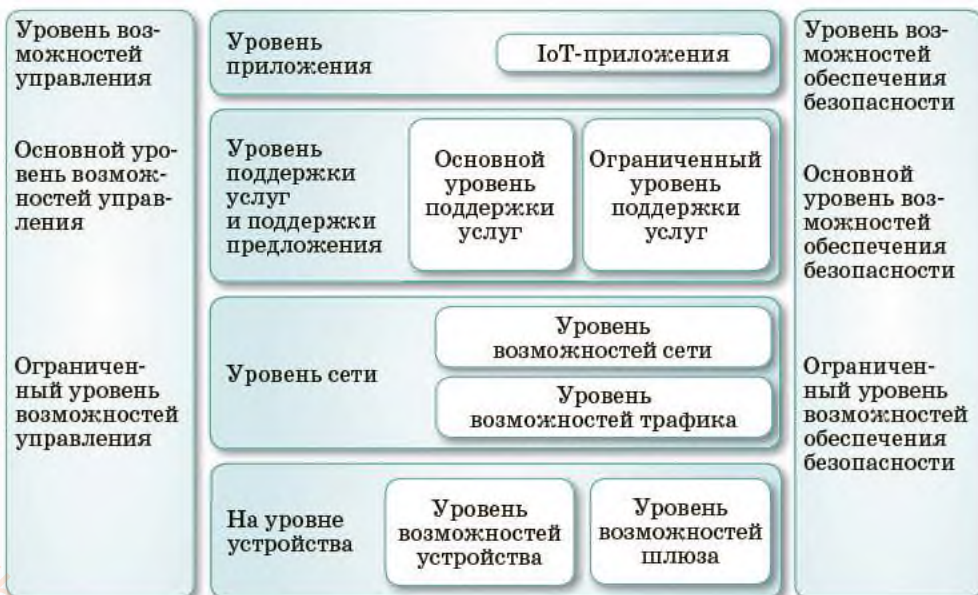 Уровень воз-
можностей
управления
Основной уро-
вень возмож-
ностей управ-
ления
Ограничен-
ный уровень
возможностей
управления
Уровень
приложения
IoT-приложения
Уровень
поддержки
услуг
и поддержки
предложения
Основной
уровень
поддержки
услуг
Ограниченный
уровень
поддержки
услуг
Уровень сети
Уровень
возможностей сети
Уровень
возможностей трафика
На уровне
устройства
Уровень
возможностей
устройства
Уровень
возможностей
шлюза
Уровень воз-
можностей
обеспечения
безопасности
Основной
уровень воз-
можностей
обеспечения
безопасности
Ограничен-
ный уровень
возможностей
обеспечения
безопасности